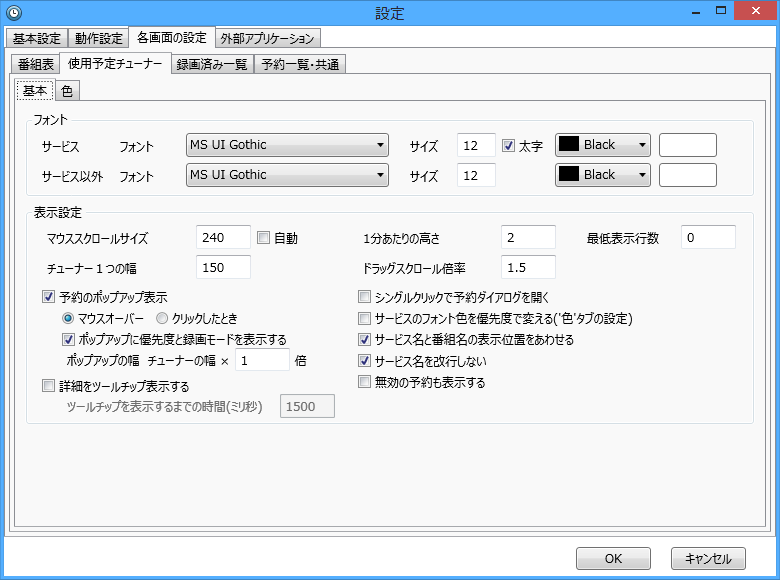 設定
基本設定 動作設定 各画面の設定 外部アプリケーション
番組表 使用予定チューナー 録画済み一覧 予約一覧・共通
基本 色
フォント
サービス フォント MS UI Gothic サイズ 12 太字 Black
サービス以外 フォント MS UI Gothic サイズ 12 Black
表示設定
マウススクロールサイズ 240 自動 1分あたりの高さ 2 最低表示行数 0
チューナー１つの幅 150 ドラッグスクロール倍率 1.5
予約のポップアップ表示 シングルクリックで予約ダイアログを開く
マウスオーバー クリックしたとき サービスのフォント色を優先度で変える('色'タブの設定)
ポップアップに優先度と録画モードを表示する サービス名と番組名の表示位置をあわせる
ポップアップの幅 チューナーの幅 × 1 倍 サービス名を改行しない
詳細をツールチップ表示する 無効の予約も表示する
ツールチップを表示するまでの時間(ミリ秒) 1500
OK キャンセル